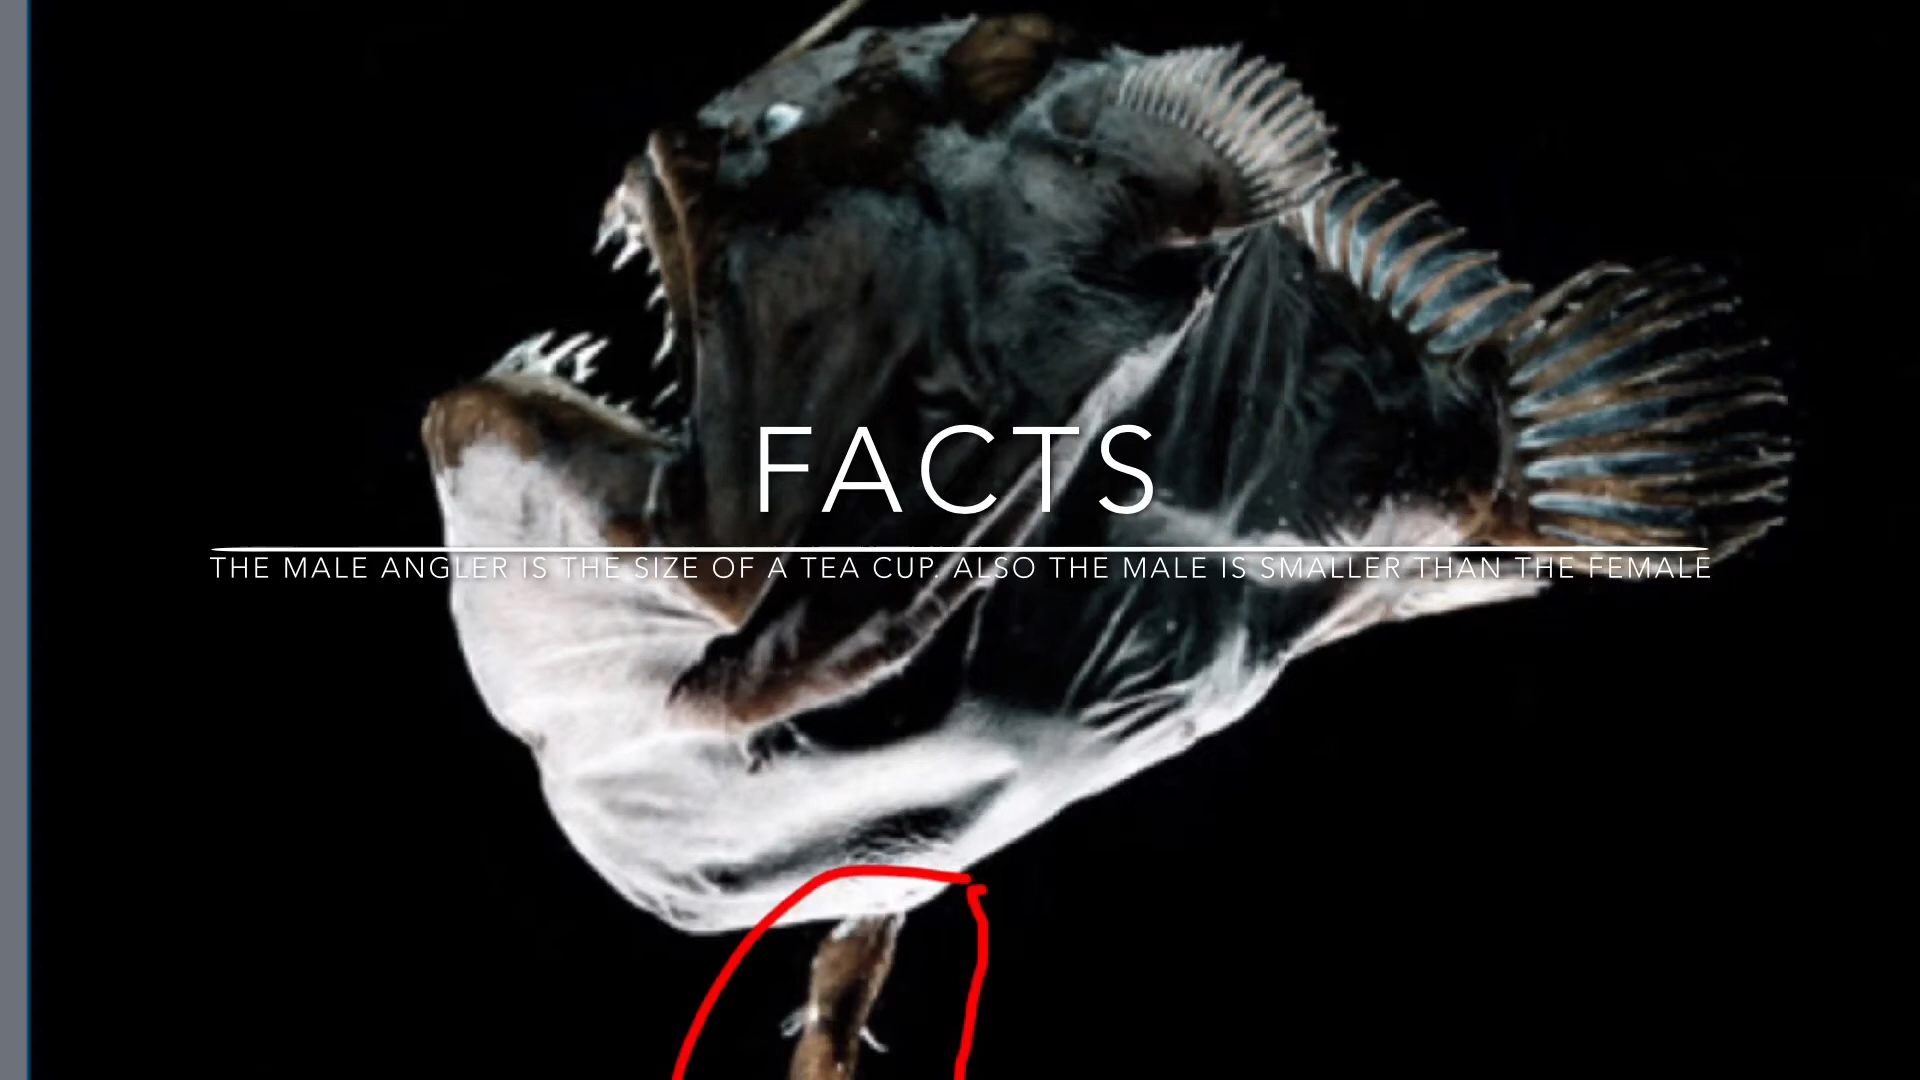 FACTS
THE MALE ANGLER IS THE SIZE OF A TEA CUP. ALSO THE MALE IS SMALLER THAN THE FEMALE